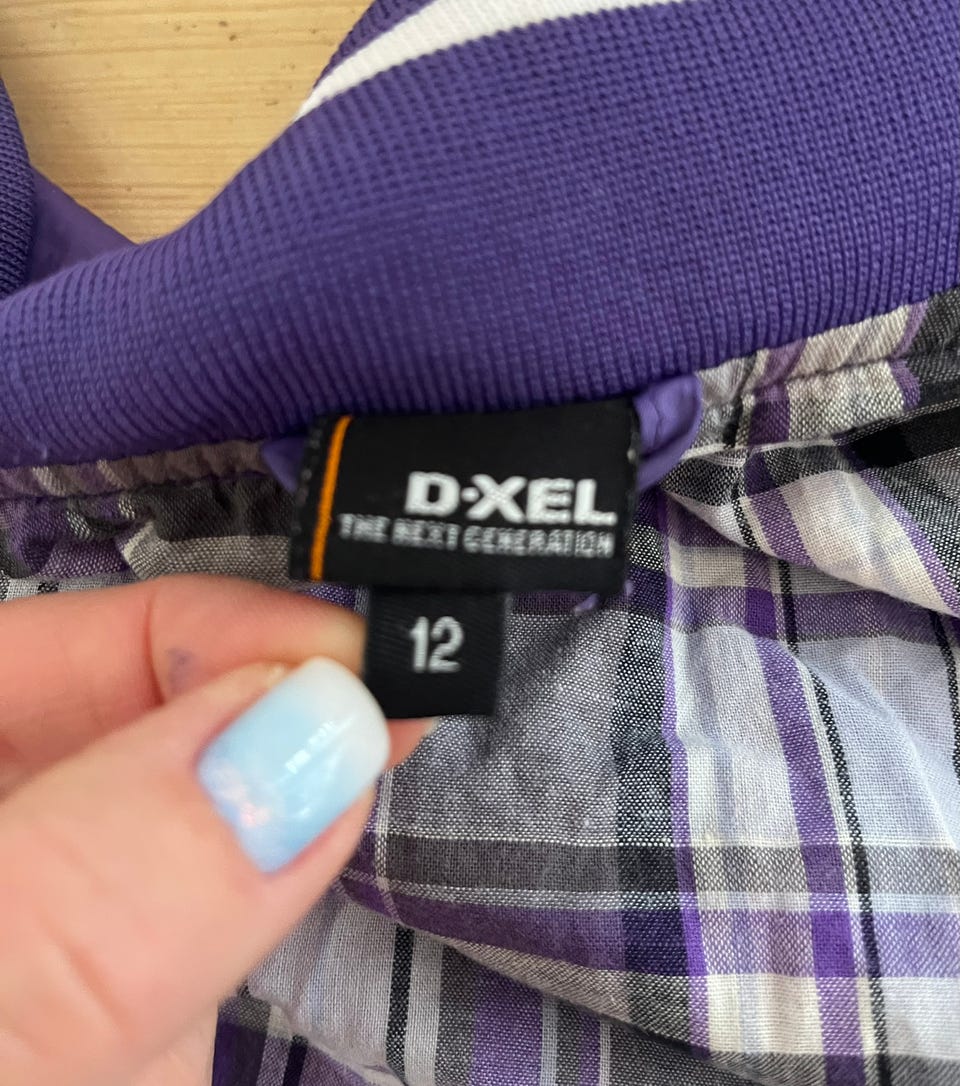 D-XEL
THE NEXT GENERATION
12